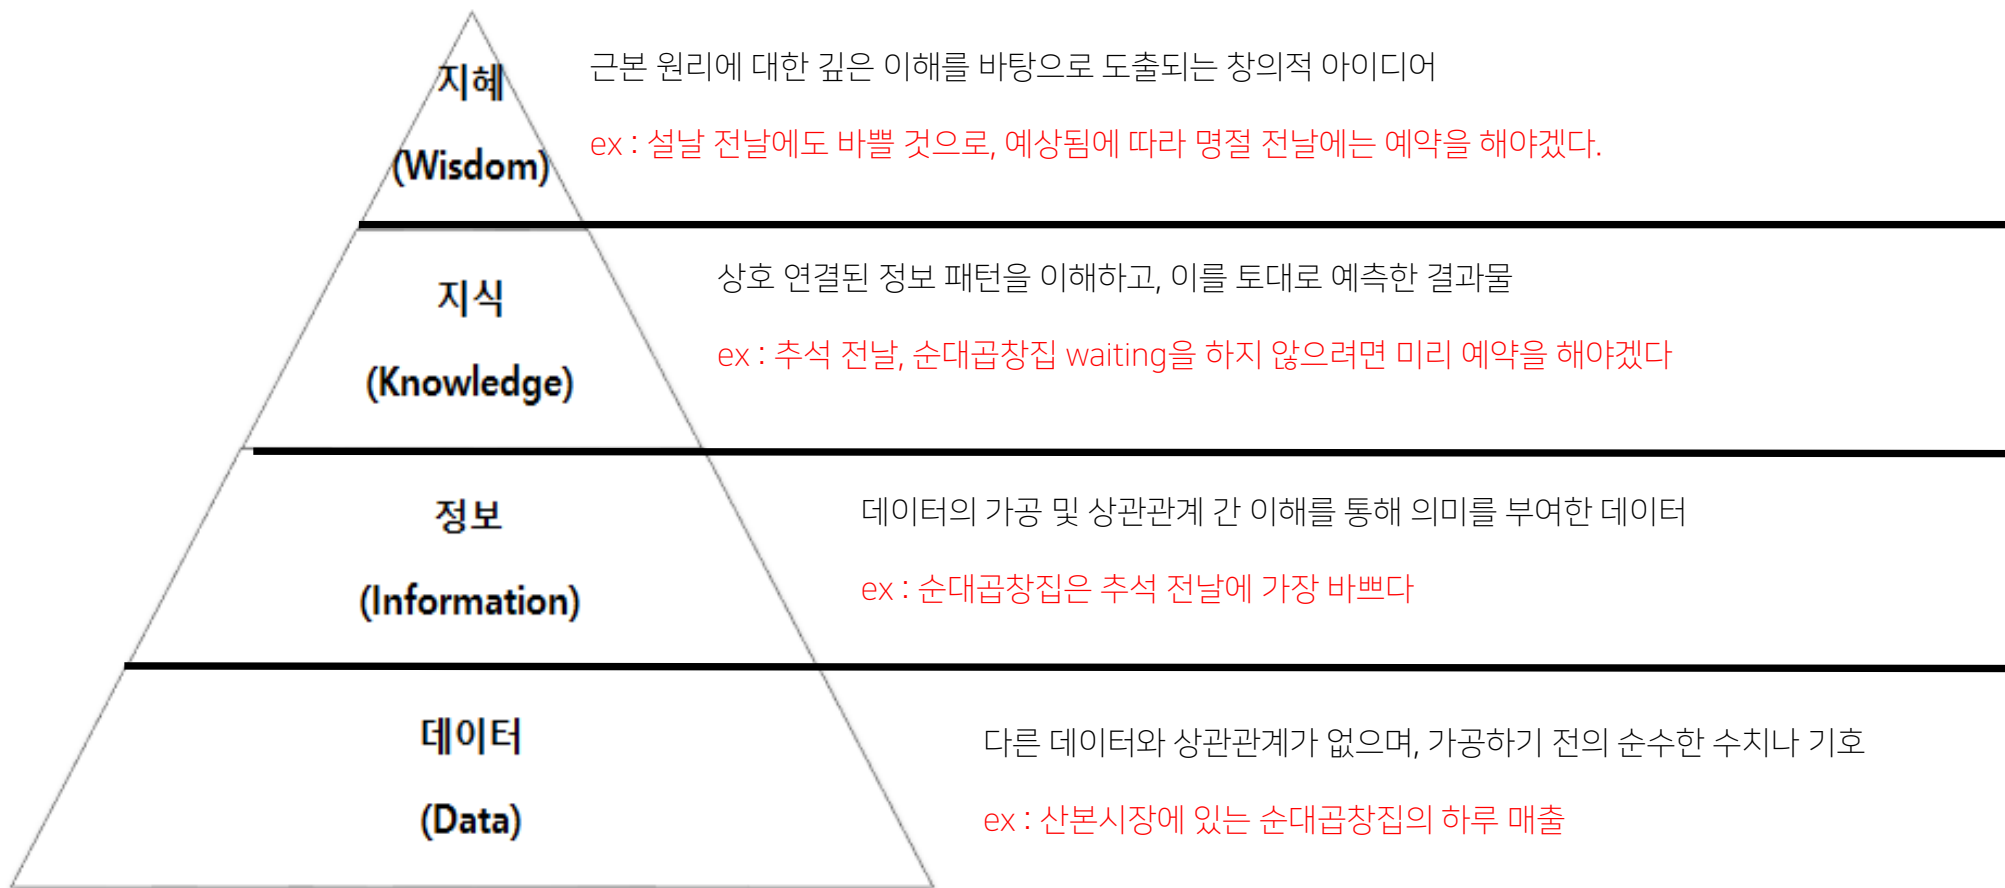 지혜
(Wisdom)
근본 원리에 대한 깊은 이해를 바탕으로 도출되는 창의적 아이디어
ex : 설날 전날에도 바쁠 것으로, 예상됨에 따라 명절 전날에는 예약을 해야겠다.
지식
(Knowledge)
상호 연결된 정보 패턴을 이해하고, 이를 토대로 예측한 결과물
ex : 추석 전날, 순대곱창집 waiting을 하지 않으려면 미리 예약을 해야겠다
정보
(Information)
데이터의 가공 및 상관관계 간 이해를 통해 의미를 부여한 데이터
ex : 순대곱창집은 추석 전날에 가장 바쁘다
데이터
(Data)
다른 데이터와 상관관계가 없으며, 가공하기 전의 순수한 수치나 기호
ex : 산본시장에 있는 순대곱창집의 하루 매출